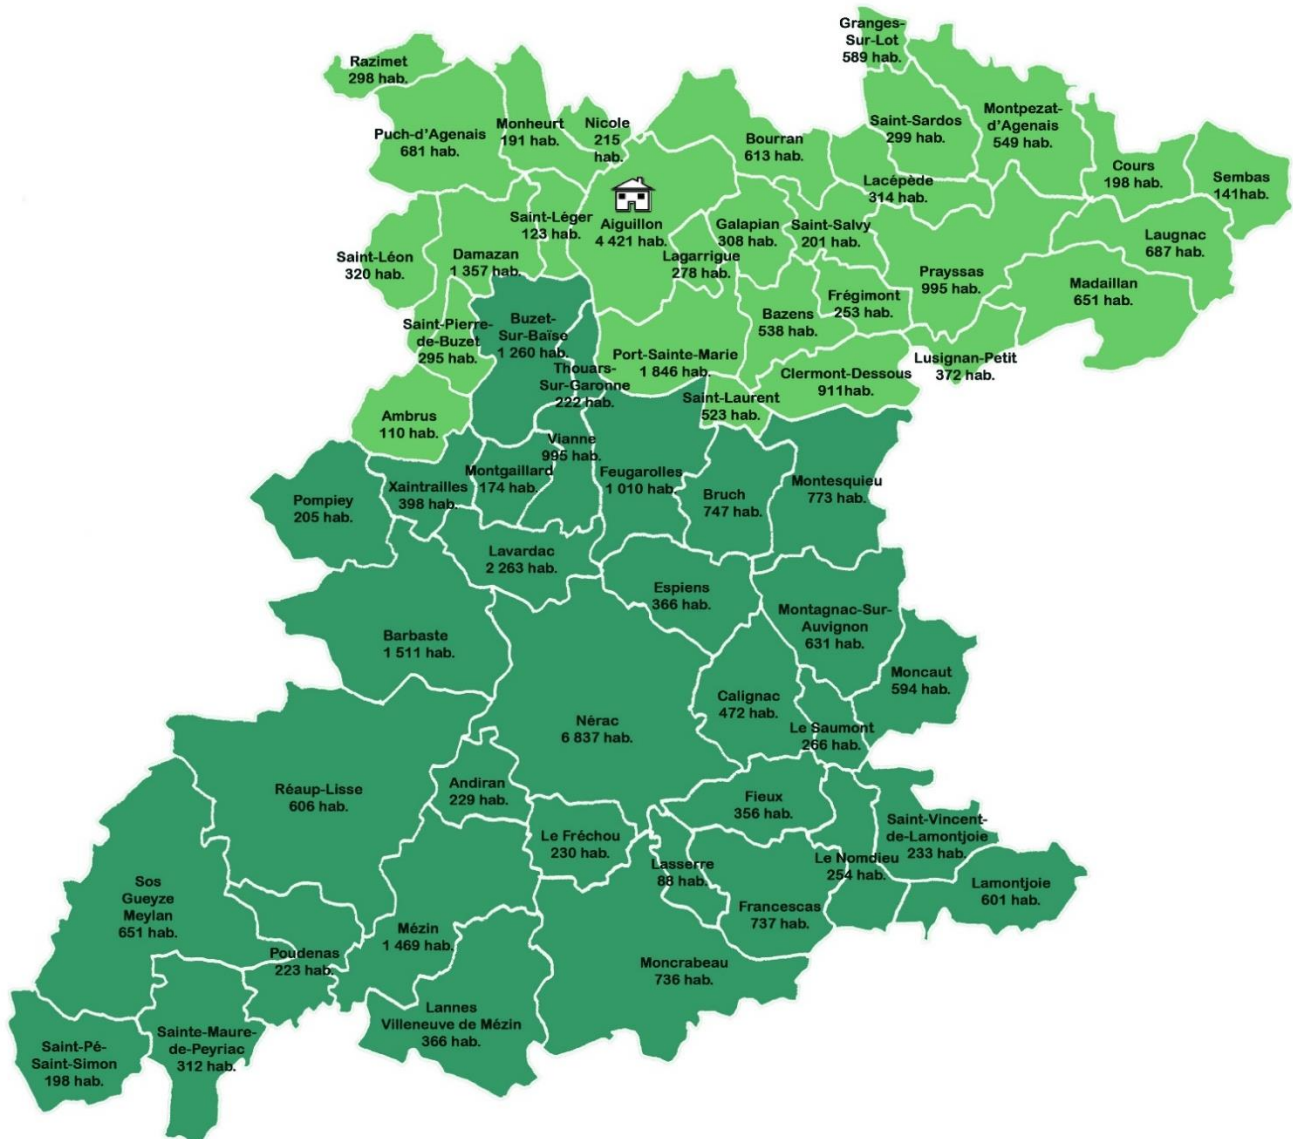 Granges-
Sur-Lot
589 hab.
Razimet
298 hab.
Puch-d'Agenais
681 hab.
Monheurt
191 hab.
Nicole
215
hab.
Bourran
613 hab.
Saint-Sardos
299 hab.
Montpezat-
d'Agenais
549 hab.
Cours
198 hab.
Sembas
141hab.
Lacépède
314 hab.
Saint-Léger
123 hab.
Aiguillon
4 421 hab.
Galapian
308 hab.
Saint-Salvy
201 hab.
Laugnac
687 hab.
Saint-Léon
320 hab.
Damazan
1 357 hab.
Lagarrigue
278 hab.
Prayssas
995 hab.
Madaillan
651 hab.
Saint-Pierre-
de-Buzet
295 hab.
Buzet-
Sur-Baïse
1 260 hab.
Bazens
538 hab.
Frégimont
253 hab.
Port-Sainte-Marie
1 846 hab.
Lusignan-Petit
372 hab.
Thouars-
Sur-Garonne
222 hab.
Clermont-Dessous
911hab.
Saint-Laurent
523 hab.
Ambrus
110 hab.
Vianne
995 hab.
Pompiey
205 hab.
Xaintrailles
398 hab.
Montgaillard
174 hab.
Feugarolles
1 010 hab.
Bruch
747 hab.
Montesquieu
773 hab.
Lavardac
2 263 hab.
Espiens
366 hab.
Montagnac-Sur-
Auvignon
631 hab.
Barbaste
1 511 hab.
Moncaut
594 hab.
Calignac
472 hab.
Nérac
6 837 hab.
Le Saumont
266 hab.
Réaup-Lisse
606 hab.
Andiran
229 hab.
Fieux
356 hab.
Saint-Vincent-
de-Lamontjoie
233 hab.
Le Fréchou
230 hab.
Lasserre
88 hab.
Le Nomdieu
254 hab.
Lamontjoie
601 hab.
Sos
Gueyze
Meylan
651 hab.
Francescas
737 hab.
Mézin
1 469 hab.
Poudenas
223 hab.
Moncrabeau
736 hab.
Lannes
Villeneuve de Mézin
366 hab.
Sainte-Maure-
de-Peyriac
312 hab.
Saint-Pé-
Saint-Simon
198 hab.